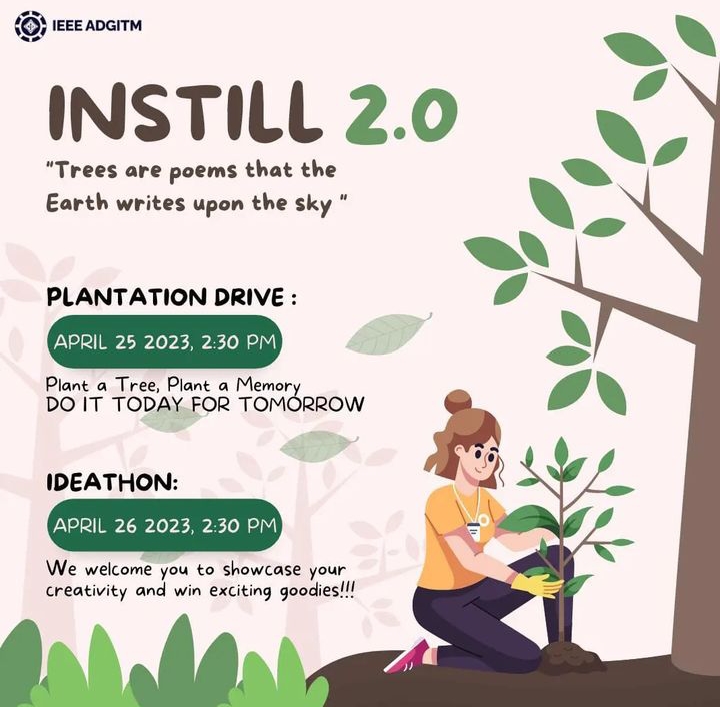 IEEE ADGITM
INSTILL 2.0
"Trees are poems that the
Earth writes upon the sky "
PLANTATION DRIVE :
APRIL 25 2023, 2:30 PM
Plant a Tree, Plant a Memory
DO IT TODAY FOR TOMORROW
IDEATHON:
APRIL 26 2023, 2:30 PM
We welcome you to showcase your
creativity and win exciting goodies!!!